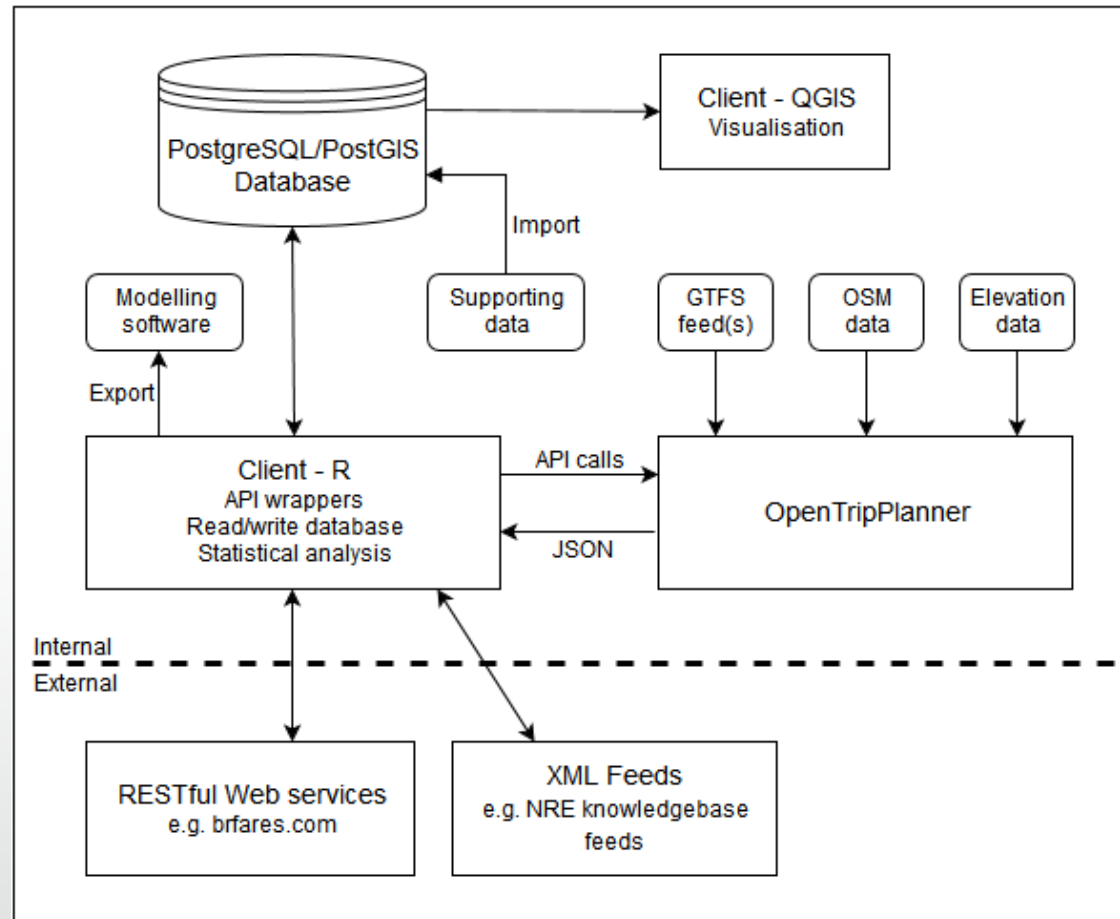 PostgreSQL/PostGIS
Database
Client - QGIS
Visualisation
Import
Modelling
software
Supporting
data
GTFS
feed(s)
OSM
data
Elevation
data
Export
Client - R
API wrappers
Read/write database
Statistical analysis
API calls
JSON
OpenTripPlanner
Internal
External
RESTful Web services
e.g. brfares.com
XML Feeds
e.g. NRE knowledgebase
feeds